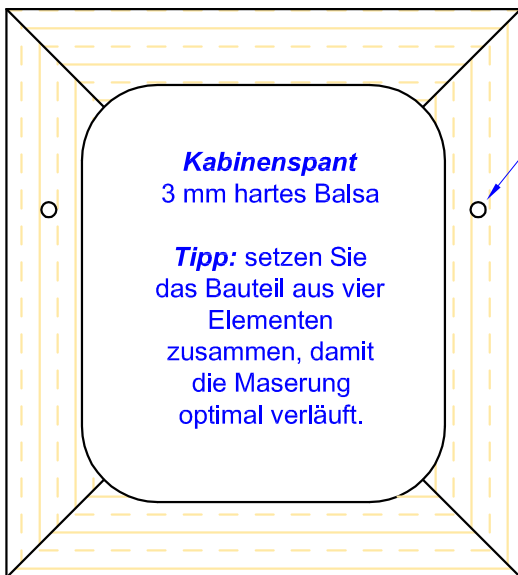 Kabinenspant
3 mm hartes Balsa
Tipp: setzen Sie
das Bauteil aus vier
Elementen
zusammen, damit
die Maserung
optimal verläuft.